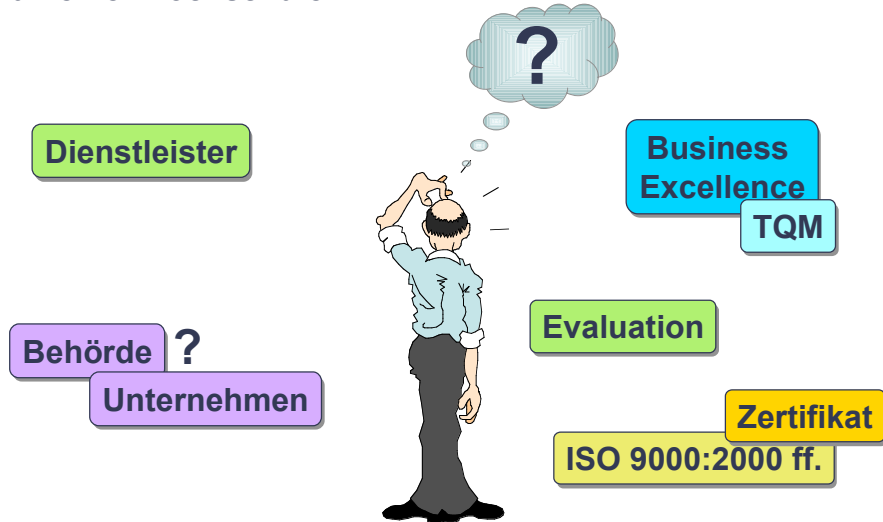 ?
Dienstleister
Business
Excellence
TQM
Evaluation
Behörde ?
Unternehmen
Zertifikat
ISO 9000:2000 ff.